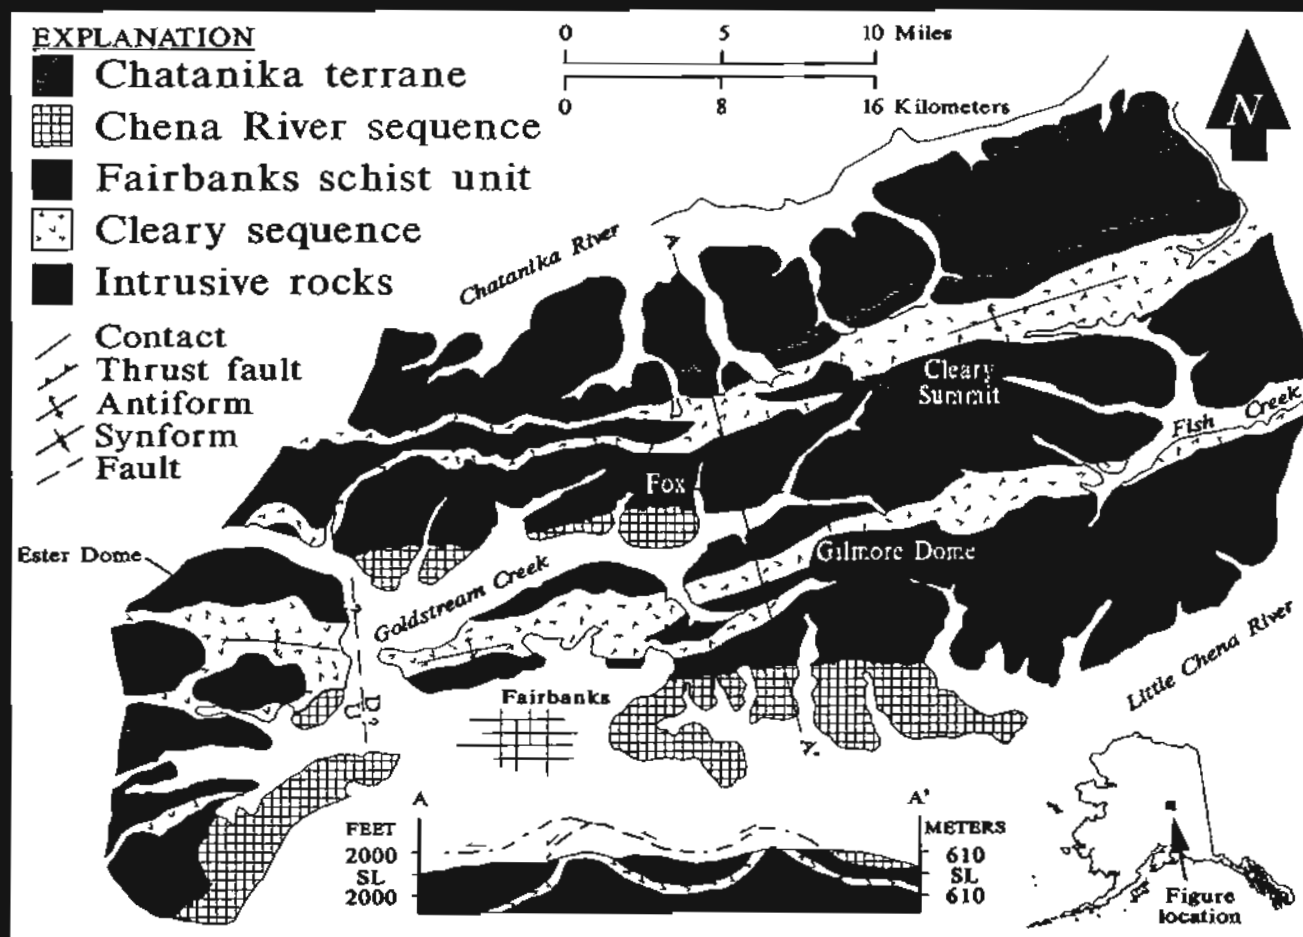 EXPLANATION
Chatanika terrane
Chena River sequence
Fairbanks schist unit
Cleary sequence
Intrusive rocks
Contact
Thrust fault
Antiform
Synform
Fault
0 5 10 Miles
0 8 16 Kilometers
N
Chatanika River
A
Cleary
Summit
Fish Creek
Fox
Ester Dome
Gilmore Dome
Goldstream Creek
Little Chena River
Fairbanks
D
U
A'
A A'
FEET METERS
2000 610
SL SL
2000 610
Figure
location